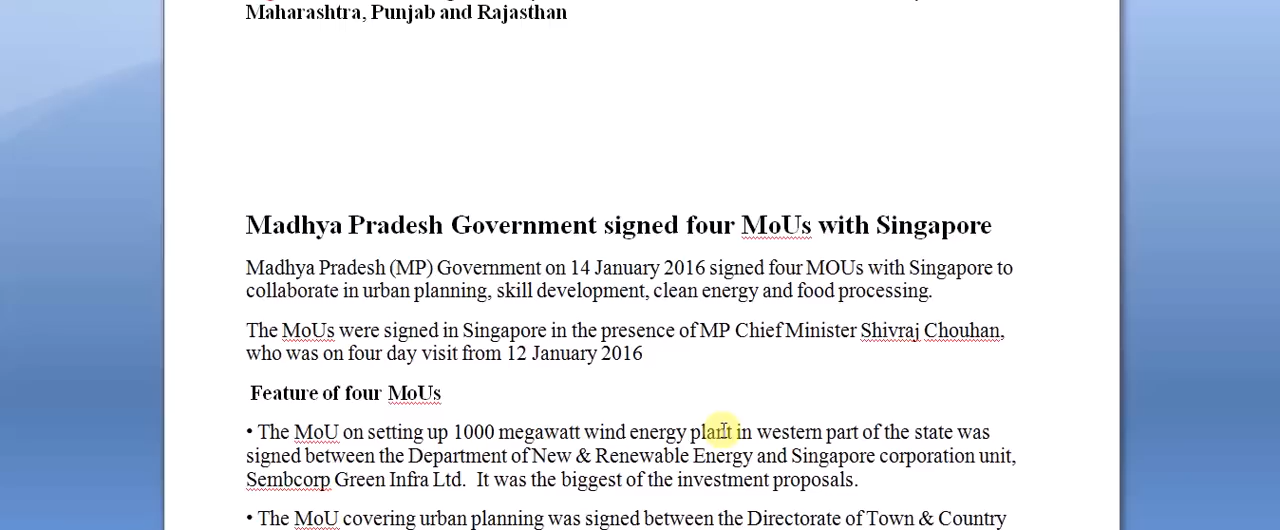 Maharashtra, Punjab and Rajasthan
Madhya Pradesh Government signed four MoUs with Singapore
Madhya Pradesh (MP) Government on 14 January 2016 signed four MOUs with Singapore to
collaborate in urban planning, skill development, clean energy and food processing.
The MoUs were signed in Singapore in the presence of MP Chief Minister Shivraj Chouhan,
who was on four day visit from 12 January 2016
Feature of four MoUs
• The MoU on setting up 1000 megawatt wind energy plant in western part of the state was
signed between the Department of New & Renewable Energy and Singapore corporation unit,
Sembcorp Green Infra Ltd. It was the biggest of the investment proposals.
• The MoU covering urban planning was signed between the Directorate of Town & Country